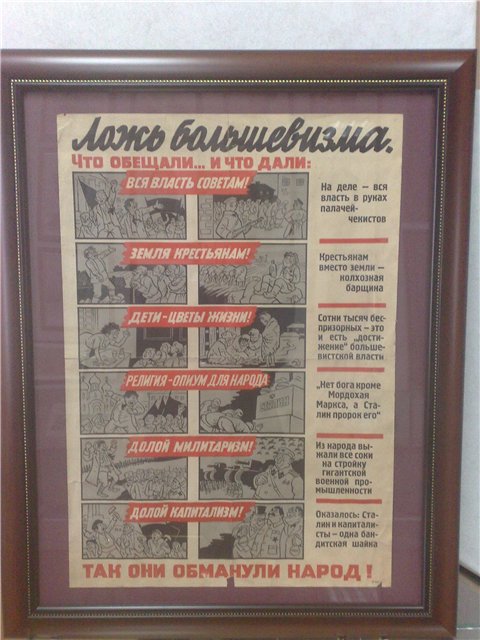 Ложь большевизма.
ЧТО ОБЕЩАЛИ... И ЧТО ДАЛИ:
ВСЯ ВЛАСТЬ СОВЕТАМ!
На деле – вся
власть в руках
палачей-
чекистов
ЗЕМЛЯ КРЕСТЬЯНАМ!
Крестьянам
вместо земли –
колхозная
барщина
ДЕТИ - ЦВЕТЫ ЖИЗНИ!
Сотни тысяч бес-
призорных – это
и есть „дости-
жение" больше-
вистской власти
РЕЛИГИЯ - ОПИУМ ДЛЯ НАРОДА
„Нет бога кроме
Мордохая
Маркса, а Ста-
лин пророк его"
ДОЛОЙ МИЛИТАРИЗМ!
Из народа вы-
жали все соки
на стройку
гигантской
военной про-
мышленности
ДОЛОЙ КАПИТАЛИЗМ!
Оказалось: Ста-
лин и капитали-
сты – одна бан-
дитская шайка
ТАК ОНИ ОБМАНУЛИ НАРОД!